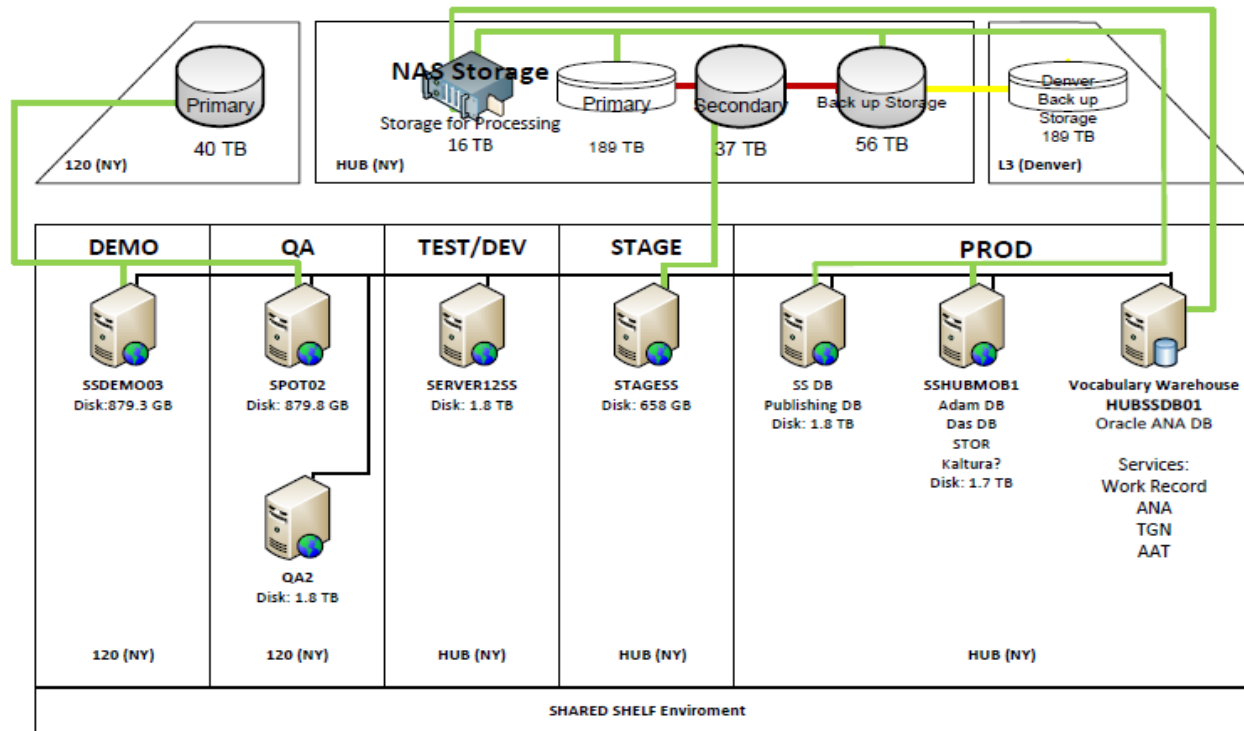 Primary
40 TB
120 (NY)
NAS Storage
Storage for Processing
16 TB
Primary
189 TB
Secondary
37 TB
Back up Storage
56 TB
HUB (NY)
Denver
Back up
Storage
189 TB
L3 (Denver)
DEMO
SSDEMO03
Disk:879.3 GB
120 (NY)
QA
SPOT02
Disk: 879.8 GB
QA2
Disk: 1.8 TB
120 (NY)
TEST/DEV
SERVER12SS
Disk: 1.8 TB
HUB (NY)
STAGE
STAGESS
Disk: 658 GB
HUB (NY)
PROD
SS DB
Publishing DB
Disk: 1.8 TB
SSHUBMOB1
Adam DB
Das DB
STOR
Kaltura?
Disk: 1.7 TB
Vocabulary Warehouse
HUBSSDB01
Oracle ANA DB
Services:
Work Record
ANA
TGN
AAT
HUB (NY)
SHARED SHELF Enviroment